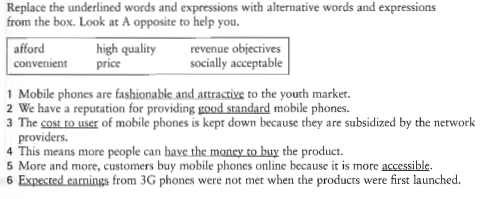 Replace the underlined words and expressions with alternative words and expressions
from the box. Look at A opposite to help you.
afford high quality revenue objectives
convenient price socially acceptable
1 Mobile phones are fashionable and attractive to the youth market.
2 We have a reputation for providing good standard mobile phones.
3 The cost to user of mobile phones is kept down because they are subsidized by the network
providers.
4 This means more people can have the money to buy the product.
5 More and more, customers buy mobile phones online because it is more accessible.
6 Expected earnings from 3G phones were not met when the products were first launched.